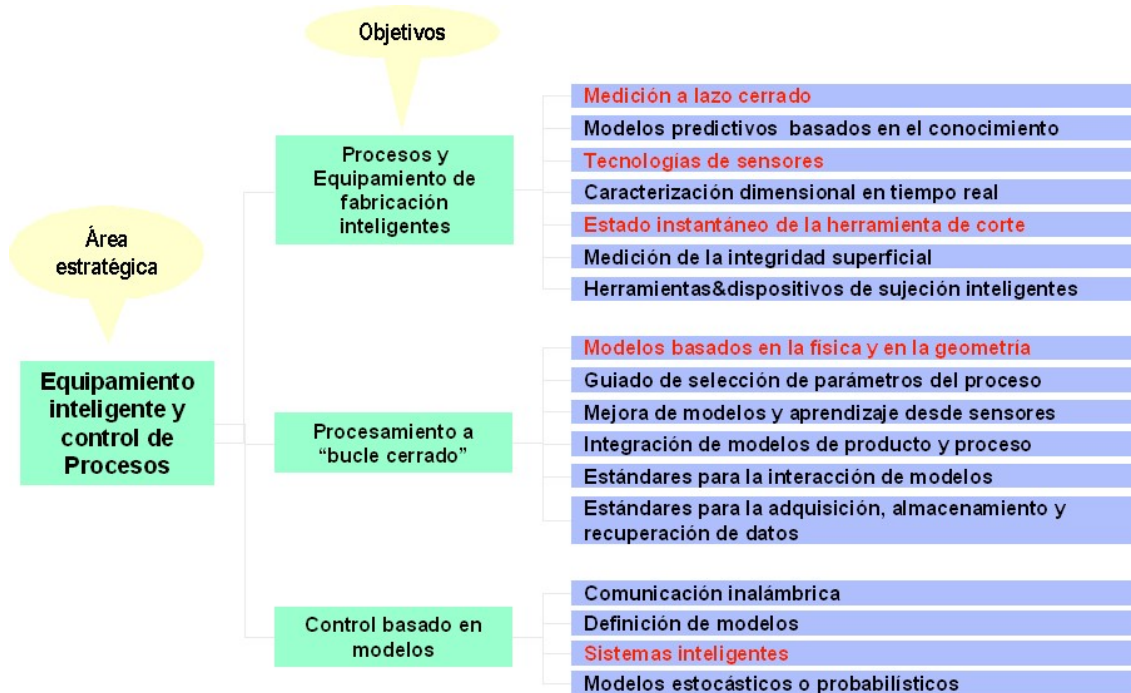 Objetivos
Área
estratégica
Equipamiento
inteligente y
control de
Procesos
Procesos y
Equipamiento de
fabricación
inteligentes
Medición a lazo cerrado
Modelos predictivos basados en el conocimiento
Tecnologías de sensores
Caracterización dimensional en tiempo real
Estado instantáneo de la herramienta de corte
Medición de la integridad superficial
Herramientas&dispositivos de sujeción inteligentes
Procesamiento a
“bucle cerrado”
Modelos basados en la física y en la geometría
Guiado de selección de parámetros del proceso
Mejora de modelos y aprendizaje desde sensores
Integración de modelos de producto y proceso
Estándares para la interacción de modelos
Estándares para la adquisición, almacenamiento y
recuperación de datos
Control basado en
modelos
Comunicación inalámbrica
Definición de modelos
Sistemas inteligentes
Modelos estocásticos o probabilísticos